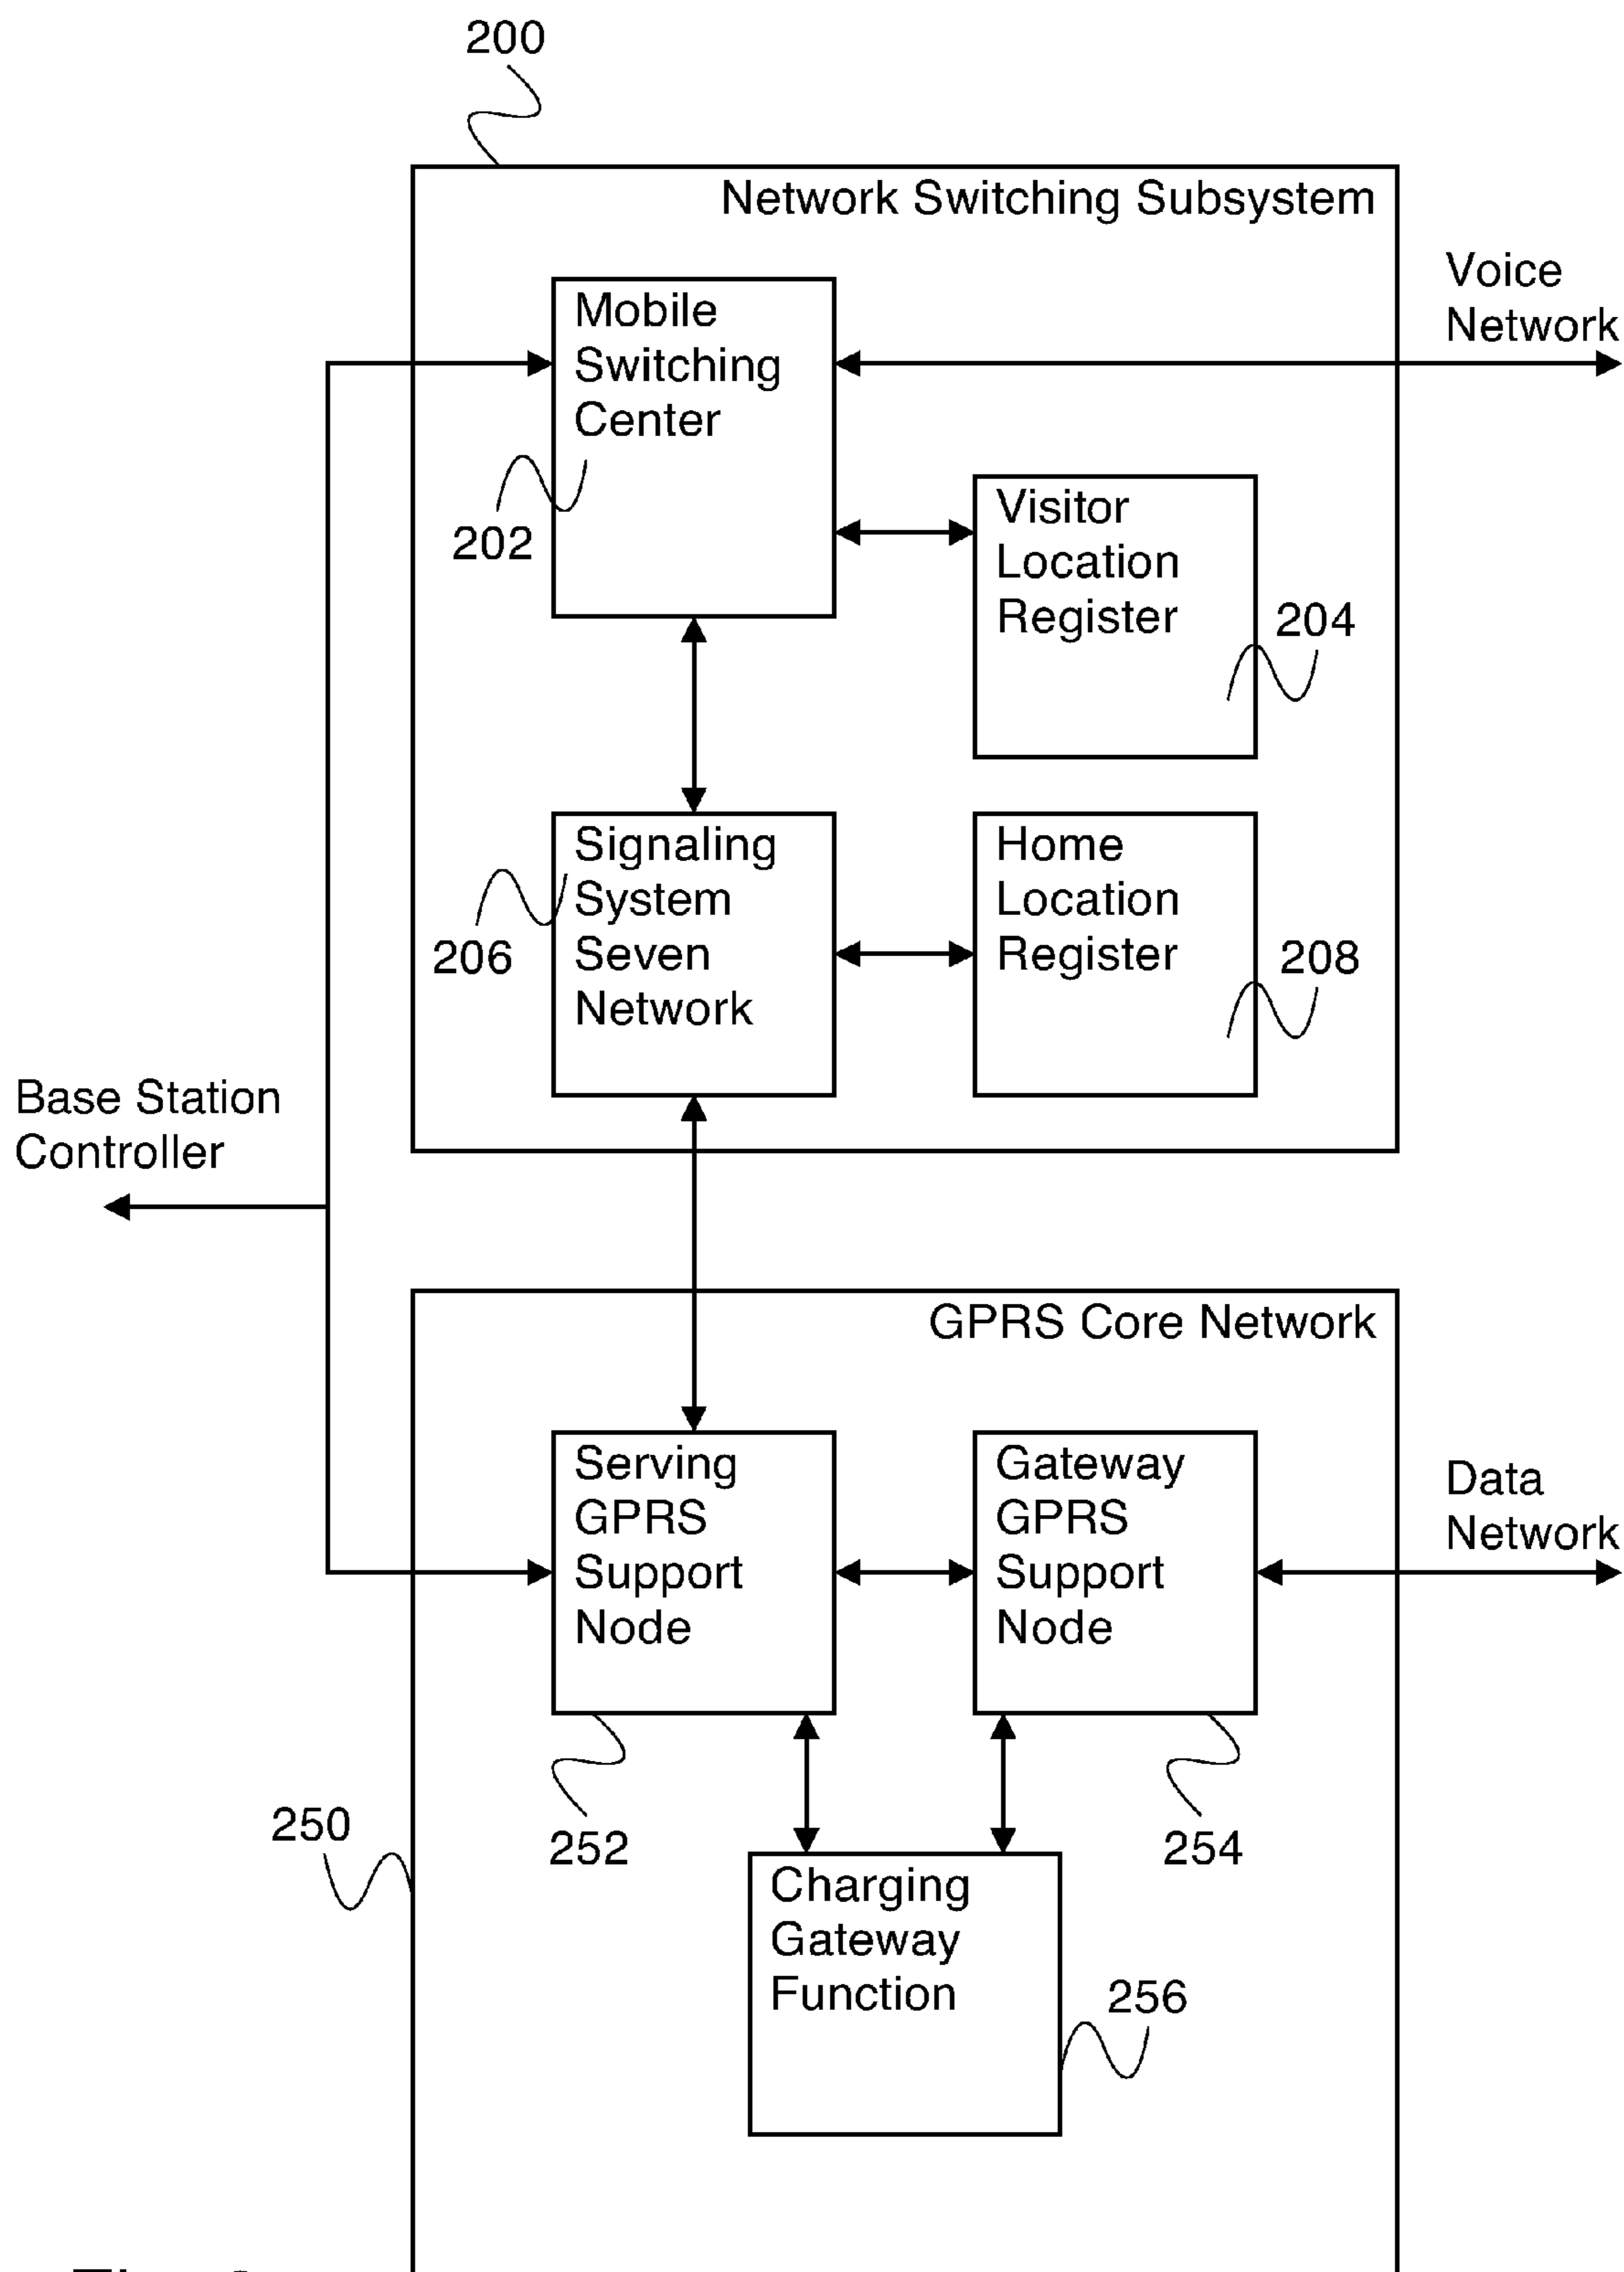 200
Network Switching Subsystem
Voice
Network
Mobile
Switching
Center
202
Visitor
Location
Register
204
Signaling
System
Seven
Network
206
Home
Location
Register
208
Base Station
Controller
GPRS Core Network
Serving
GPRS
Support
Node
Gateway
GPRS
Support
Node
Data
Network
250
252
254
Charging
Gateway
Function
256